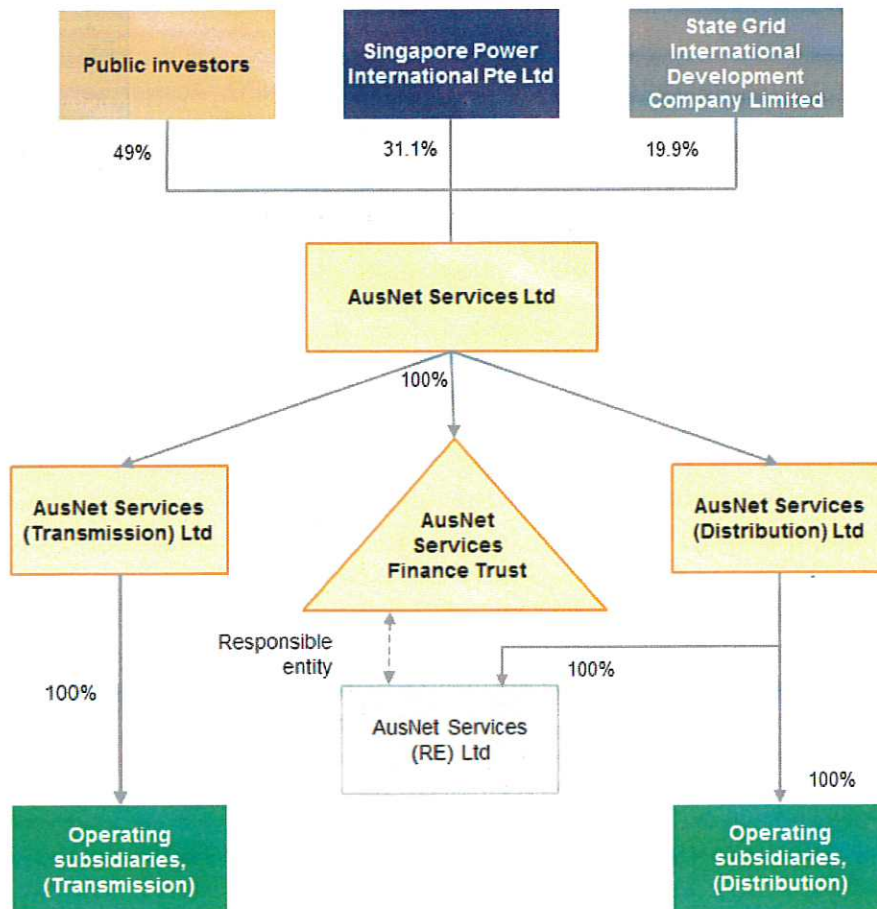 Public investors
Singapore Power
International Pte Ltd
State Grid
International
Development
Company Limited
49%
31.1%
19.9%
AusNet Services Ltd
100%
AusNet Services
(Transmission) Ltd
AusNet
Services
Finance Trust
AusNet Services
(Distribution) Ltd
Responsible
entity
100%
100%
AusNet Services
(RE) Ltd
100%
Operating
subsidiaries,
(Transmission)
Operating
subsidiaries,
(Distribution)